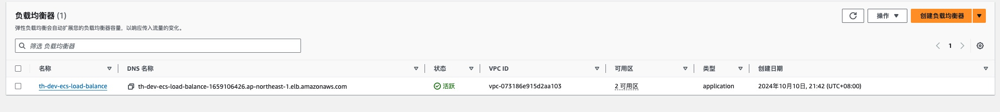 负载均衡器 (1)
操作
创建负载均衡器
弹性负载均衡会自动扩展您的负载均衡器容量，以响应传入流量的变化。
筛选 负载均衡器
1
名称 DNS 名称 状态 VPC ID 可用区 类型 创建日期
th-dev-ecs-load-balance th-dev-ecs-load-balance-1659106426.ap-northeast-1.elb.amazonaws.com 活跃 vpc-073186e915d2aa103 2 可用区 application 2024年10月10日, 21:42 (UTC+08:00)